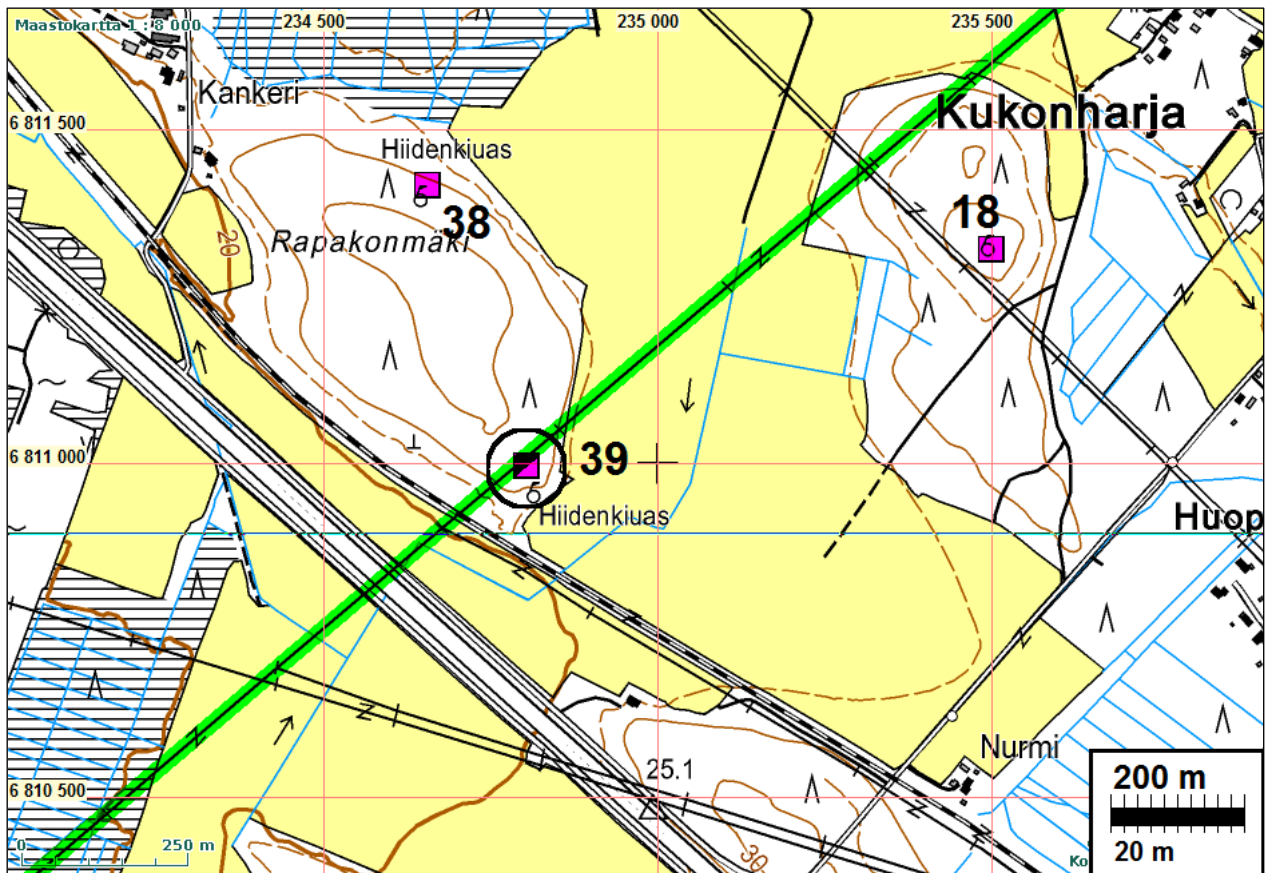 Maastokartta 1 : 8 000
234 500
235 000
235 500
Kankeri
Kukonharja
6 811 500
Hiidenkiuas
38
18
Rapakonmäki
20
6 811 000
39
Hiidenkiuas
Huop
Nurmi
25.1
200 m
6 810 500
20 m
0
250 m
30
Ko